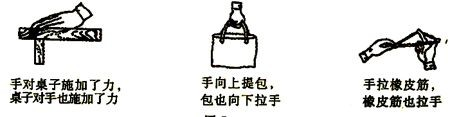 手对桌子施加了力，
桌子对手也施加了力
手向上提包，
包也向下拉手
手拉橡皮筋，
橡皮筋也拉手